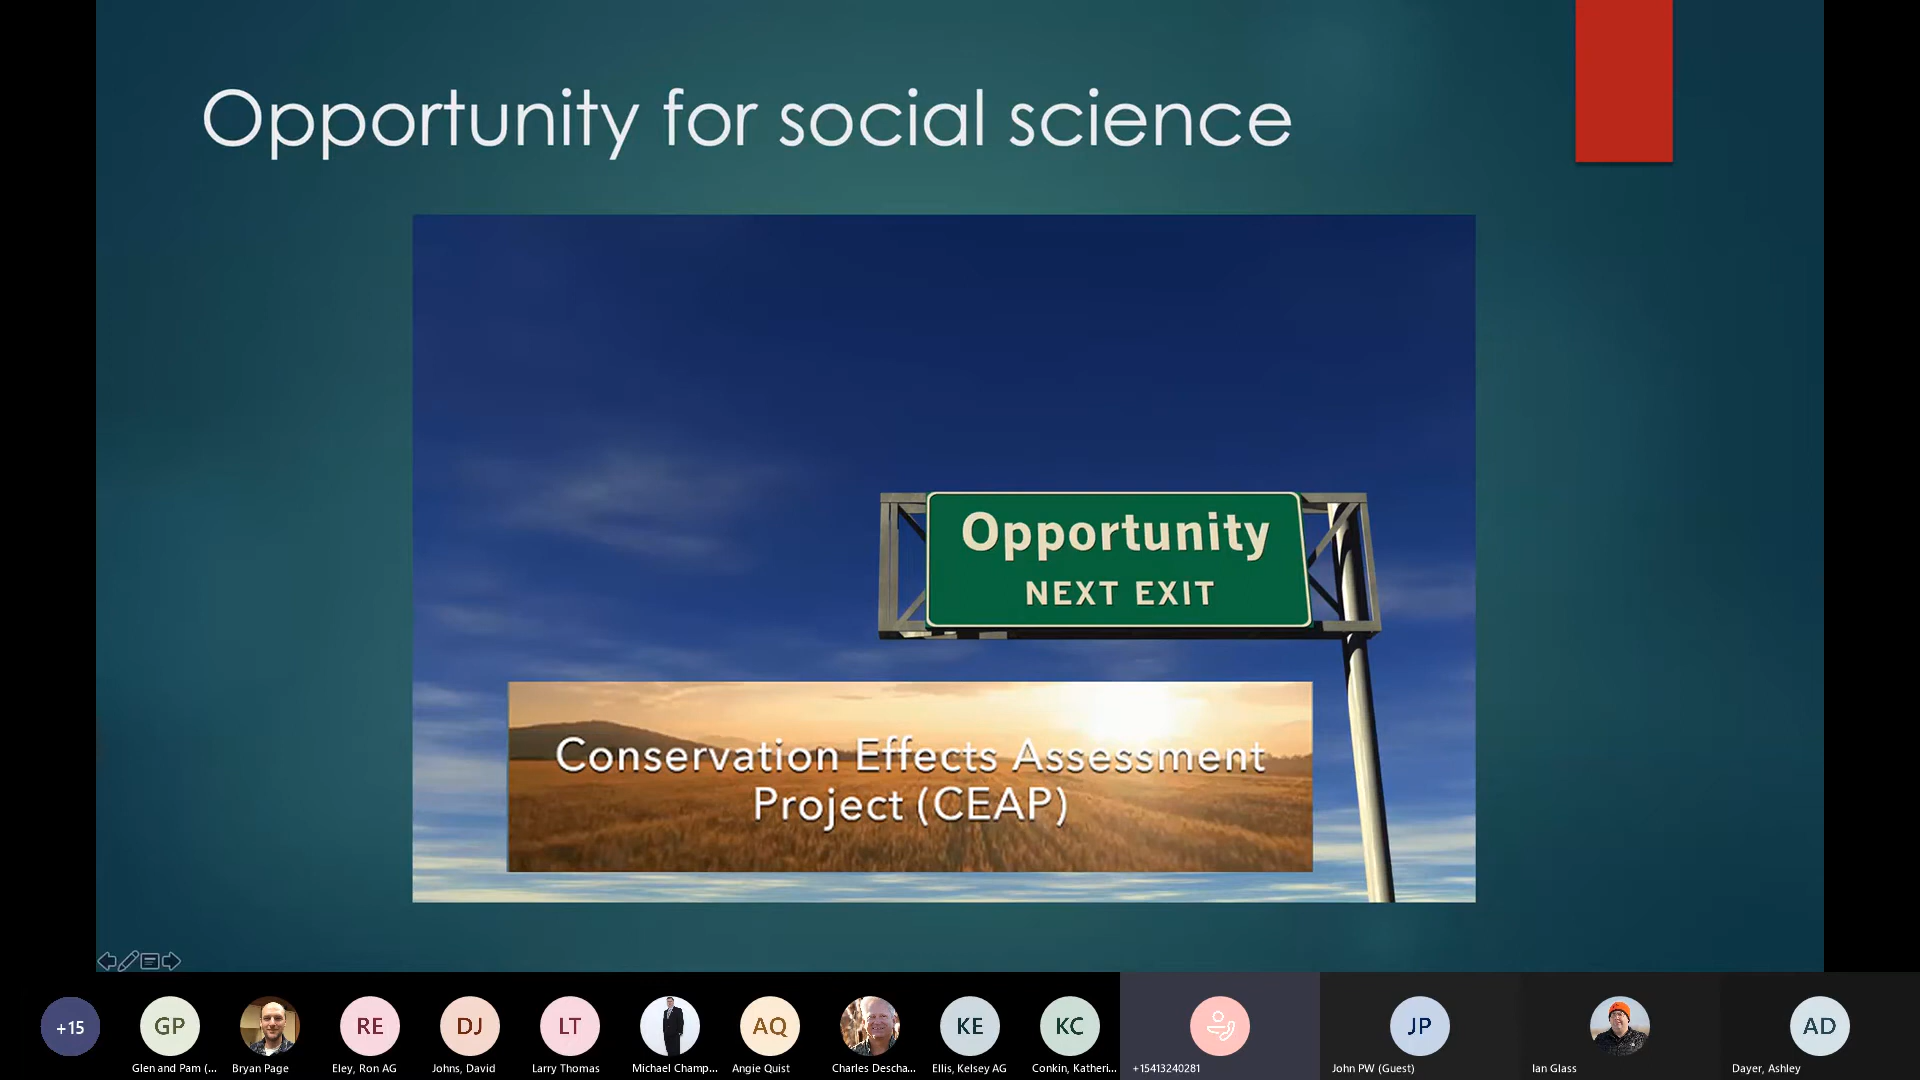 Opportunity for social science
Opportunity
NEXT EXIT
Conservation Effects Assessment
Project (CEAP)
+15
GP
RE
DJ
LT
AQ
KE
KC
JP
AD
Glen and Pam (...
Bryan Page
Eley, Ron AG
Johns, David
Larry Thomas
Michael Champ...
Angie Quist
Charles Descha...
Ellis, Kelsey AG
Conkin, Katheri...
+15413240281
John PW (Guest)
Ian Glass
Dayer, Ashley